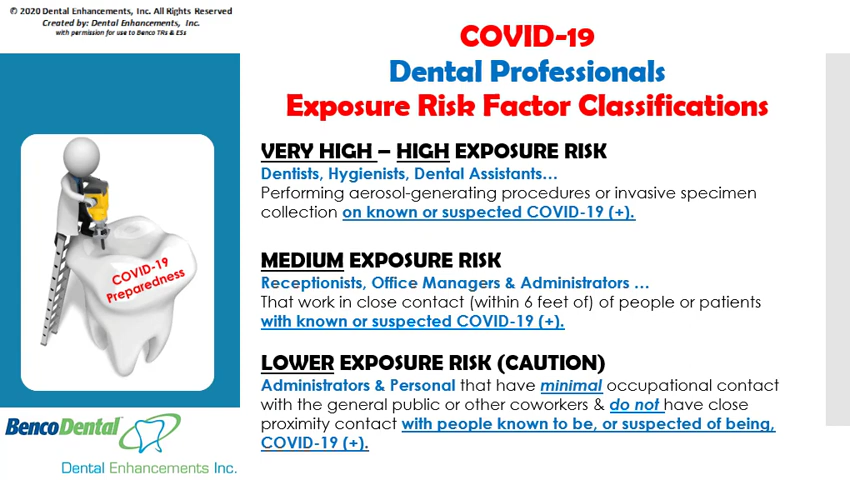 © 2020 Dental Enhancements, Inc. All Rights Reserved
Created by: Dental Enhancements, Inc.
with permission for use to Benco TRs & ESs
COVID-19
Dental Professionals
Exposure Risk Factor Classifications
VERY HIGH – HIGH EXPOSURE RISK
Dentists, Hygienists, Dental Assistants…
Performing aerosol-generating procedures or invasive specimen
collection on known or suspected COVID-19 (+).
MEDIUM EXPOSURE RISK
Receptionists, Office Managers & Administrators …
That work in close contact (within 6 feet of) of people or patients
with known or suspected COVID-19 (+).
LOWER EXPOSURE RISK (CAUTION)
Administrators & Personal that have minimal occupational contact
with the general public or other coworkers & do not have close
proximity contact with people known to be, or suspected of being,
COVID-19 (+).
COVID-19
Preparedness
BencoDental™
Dental Enhancements Inc.